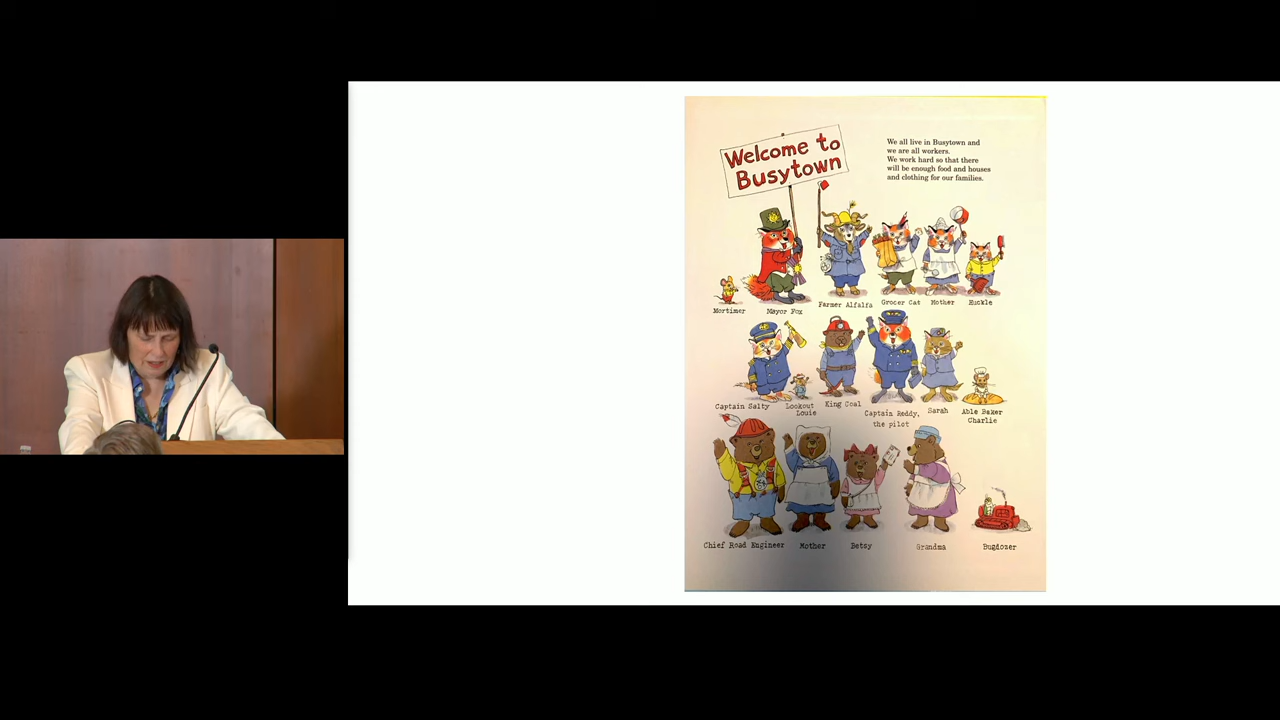 Welcome to
Busytown
We all live in Busytown and
we are all workers.
We work hard so that there
will be enough food and houses
and clothing for our families.
Mortimer
Mayor Fox
Farmer Alfalfa
Grocer Cat
Mother
Huckle
Captain Salty
Lookout
Louie
King Coal
Captain Reddy,
the pilot
Sarah
Able Baker
Charlie
Chief Road Engineer
Mother
Betsy
Grandma
Bugdozer